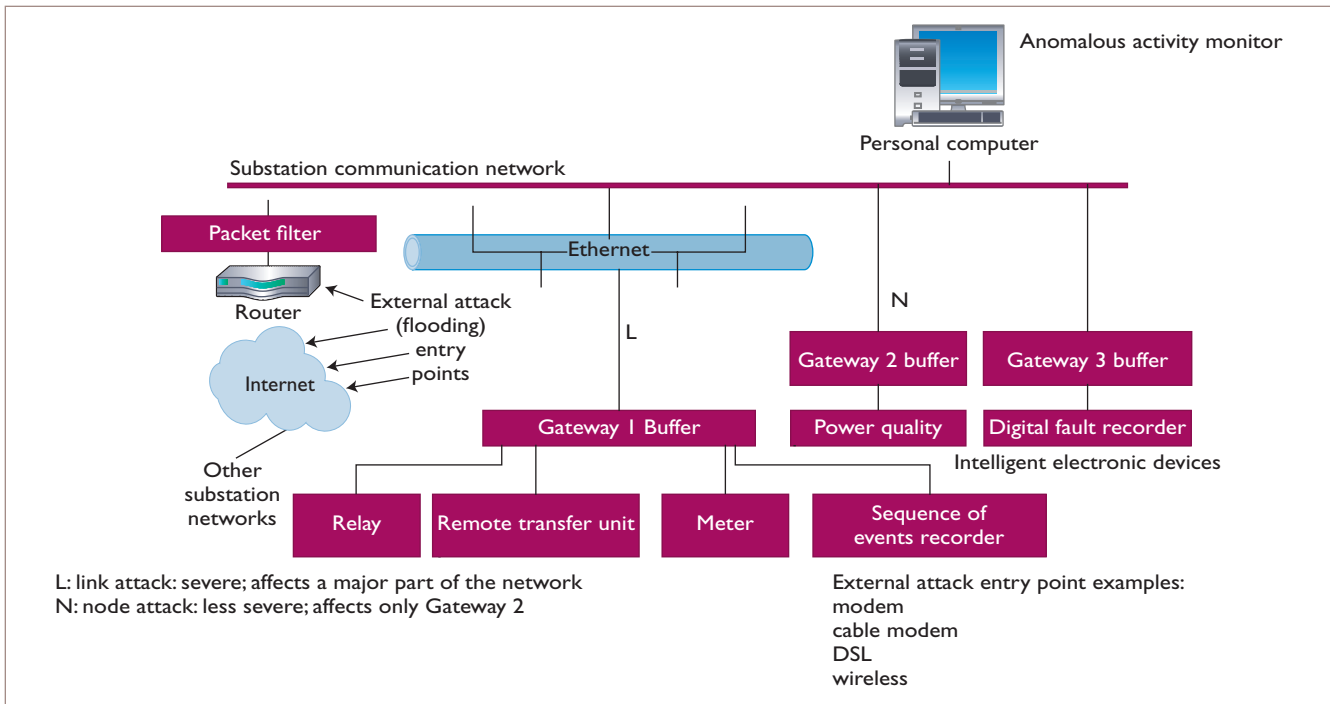 Anomalous activity monitor
Personal computer
Substation communication network
Packet filter
Ethernet
Router
External attack
(flooding)
entry
points
Internet
L
N
Gateway 2 buffer
Gateway 3 buffer
Gateway 1 Buffer
Power quality
Digital fault recorder
Intelligent electronic devices
Other
substation
networks
Relay
Remote transfer unit
Meter
Sequence of
events recorder
L: link attack: severe; affects a major part of the network
N: node attack: less severe; affects only Gateway 2
External attack entry point examples:
modem
cable modem
DSL
wireless